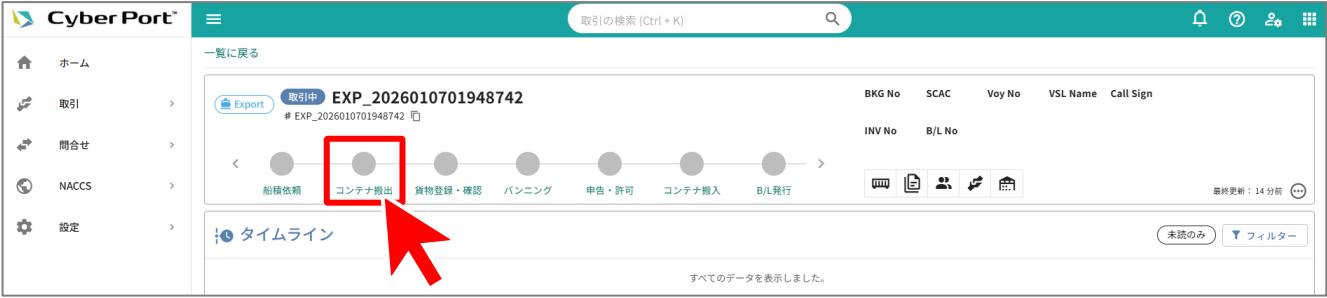 Cyber Port™
取引の検索 (Ctrl + K)
ホーム
取引
問合せ
NACCS
設定
一覧に戻る
Export 取引中 EXP_2026010701948742
# EXP_2026010701948742
船積依頼 コンテナ搬出 貨物登録・確認 バンニング 申告・許可 コンテナ搬入 B/L発行
BKG No SCAC Voy No VSL Name Call Sign
INV No B/L No
最終更新： 14 分前
タイムライン
未読のみ フィルター
すべてのデータを表示しました。